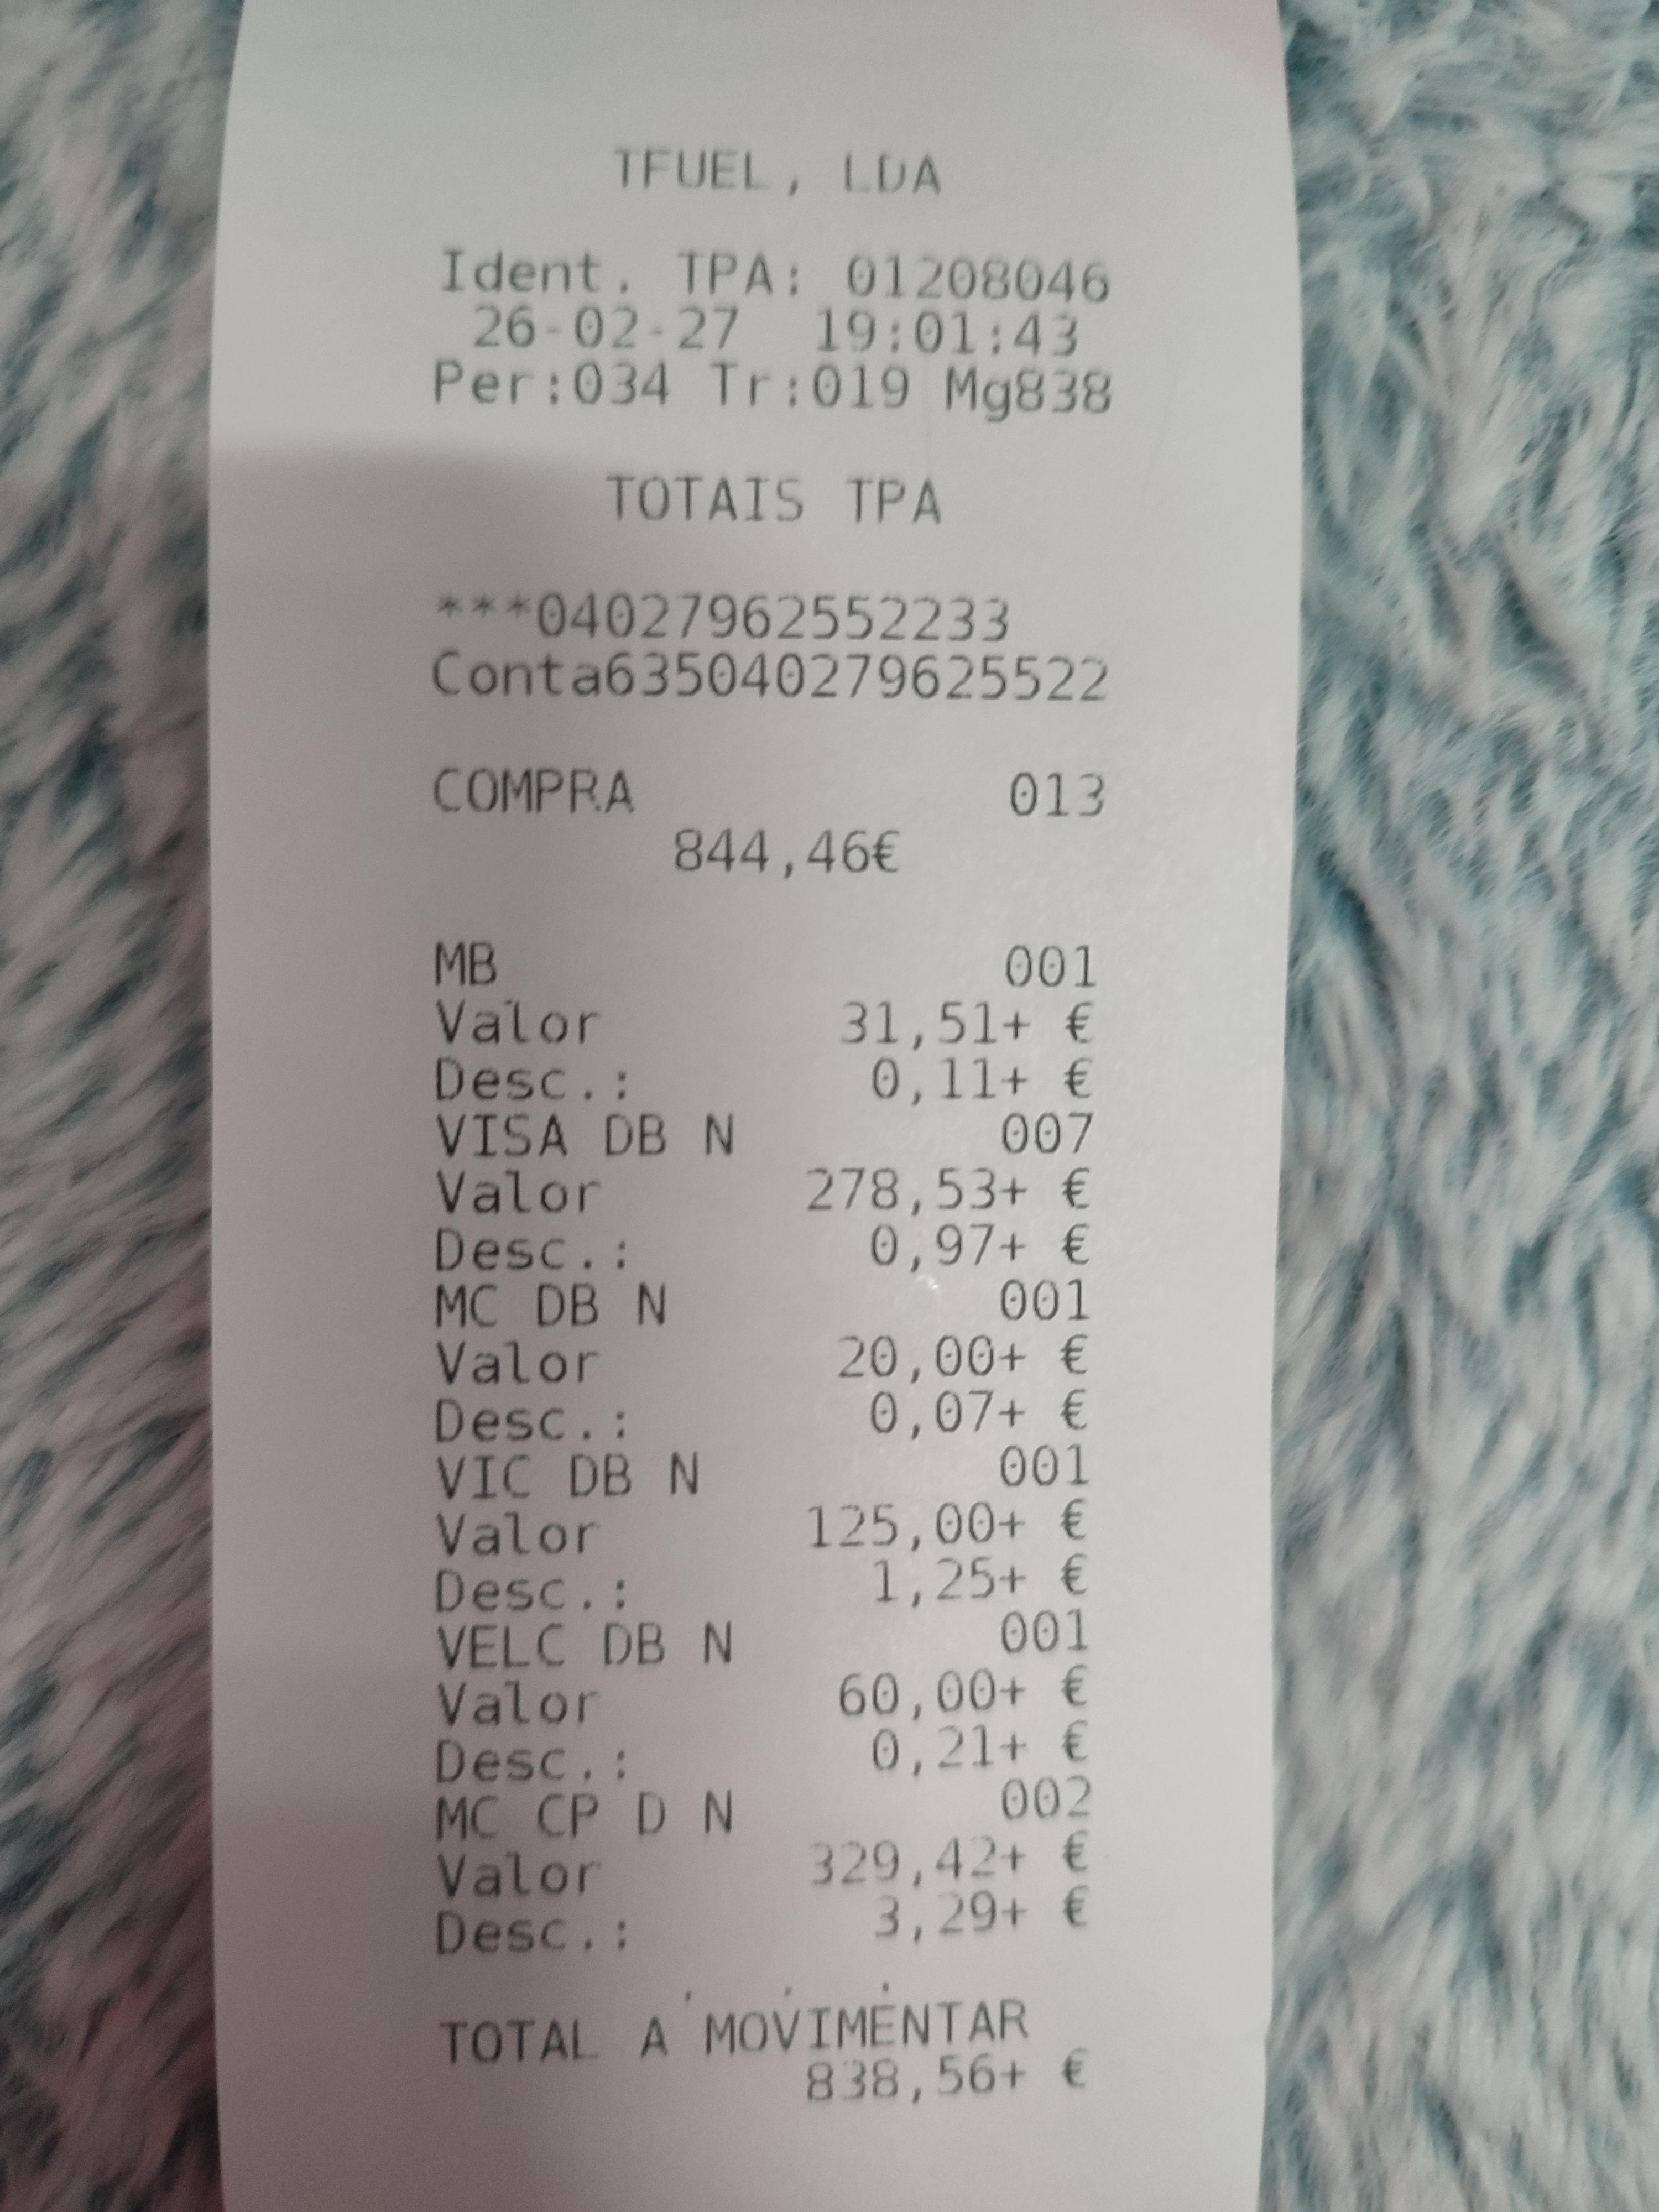 TFUEL, LDA
Ident. TPA: 01208046
26-02-27 19:01:43
Per:034 Tr:019 Mg838
TOTAIS TPA
***04027962552233
Conta635040279625522
COMPRA 013
844,46€
MB 001
Valor 31,51+ €
Desc.: 0,11+ €
VISA DB N 007
Valor 278,53+ €
Desc.: 0,97+ €
MC DB N 001
Valor 20,00+ €
Desc.: 0,07+ €
VIC DB N 001
Valor 125,00+ €
Desc.: 1,25+ €
VELC DB N 001
Valor 60,00+ €
Desc.: 0,21+ €
MC CP D N 002
Valor 329,42+ €
Desc.: 3,29+ €
TOTAL A MOVIMENTAR
838,56+ €